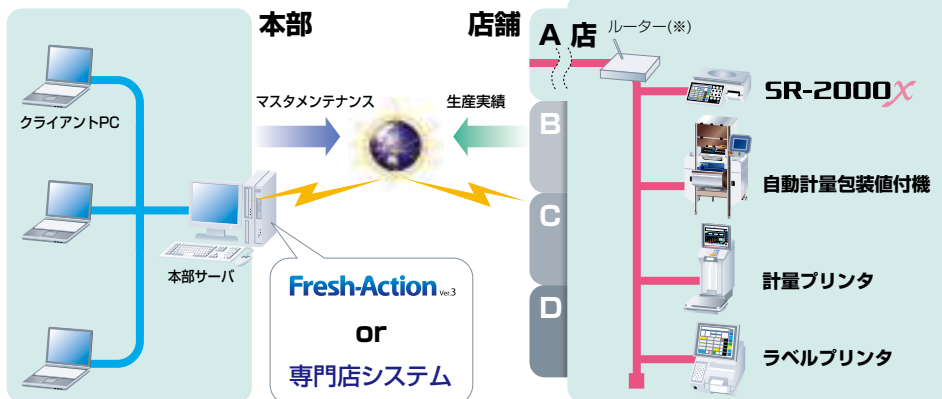 本部
クライアントPC
本部サーバ
マスタメンテナンス
生産実績
Fresh-Action Ver.3
or
専門店システム
店舗
A 店
B
C
D
ルーター(※)
SR-2000X
自動計量包装値付機
計量プリンタ
ラベルプリンタ